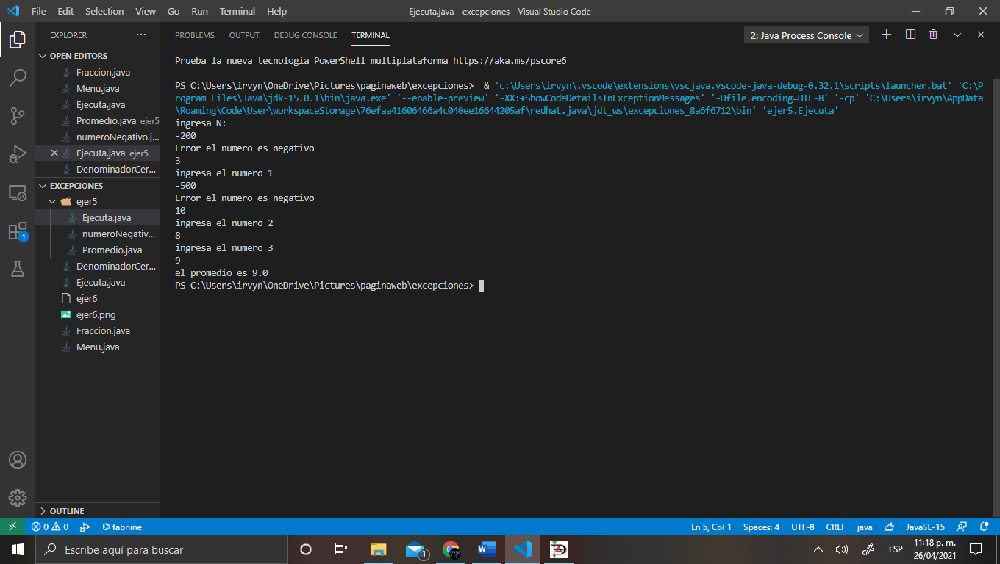 File Edit Selection View Go Run Terminal Help
Ejecuta.java - excepciones - Visual Studio Code
EXPLORER
OPEN EDITORS
Fraccion.java
Menu.java
Ejecuta.java
Promedio.java ejer5
numeroNegativo.j...
Ejecuta.java ejer5
DenominadorCer...
EXCEPCIONES
ejer5
Ejecuta.java
numeroNegativ...
Promedio.java
DenominadorCer...
Ejecuta.java
ejer6
ejer6.png
Fraccion.java
Menu.java
OUTLINE
1
PROBLEMS OUTPUT DEBUG CONSOLE TERMINAL
2: Java Process Console
Prueba la nueva tecnología PowerShell multiplataforma https://aka.ms/pscore6
PS C:\Users\irvyn\OneDrive\Pictures\paginaweb\excepciones> & 'c:\Users\irvyn\.vscode\extensions\vscjava.vscode-java-debug-0.32.1\scripts\launcher.bat' 'C:\P
rogram Files\Java\jdk-15.0.1\bin\java.exe' '--enable-preview' '-XX:+ShowCodeDetailsInExceptionMessages' '-Dfile.encoding=UTF-8' '-cp' 'C:\Users\irvyn\AppData
\Roaming\Code\User\workspaceStorage\76efaa41606466a4c040ee16644205af\redhat.java\jdt_ws\excepciones_8a6f6712\bin' 'ejer5.Ejecuta'
ingresa N:
-200
Error el numero es negativo
3
ingresa el numero 1
-500
Error el numero es negativo
10
ingresa el numero 2
8
ingresa el numero 3
9
el promedio es 9.0
PS C:\Users\irvyn\OneDrive\Pictures\paginaweb\excepciones>
0 0 tabnine
Ln 5, Col 1 Spaces: 4 UTF-8 CRLF java JavaSE-15
Escribe aquí para buscar
1
ESP
11:18 p. m.
26/04/2021